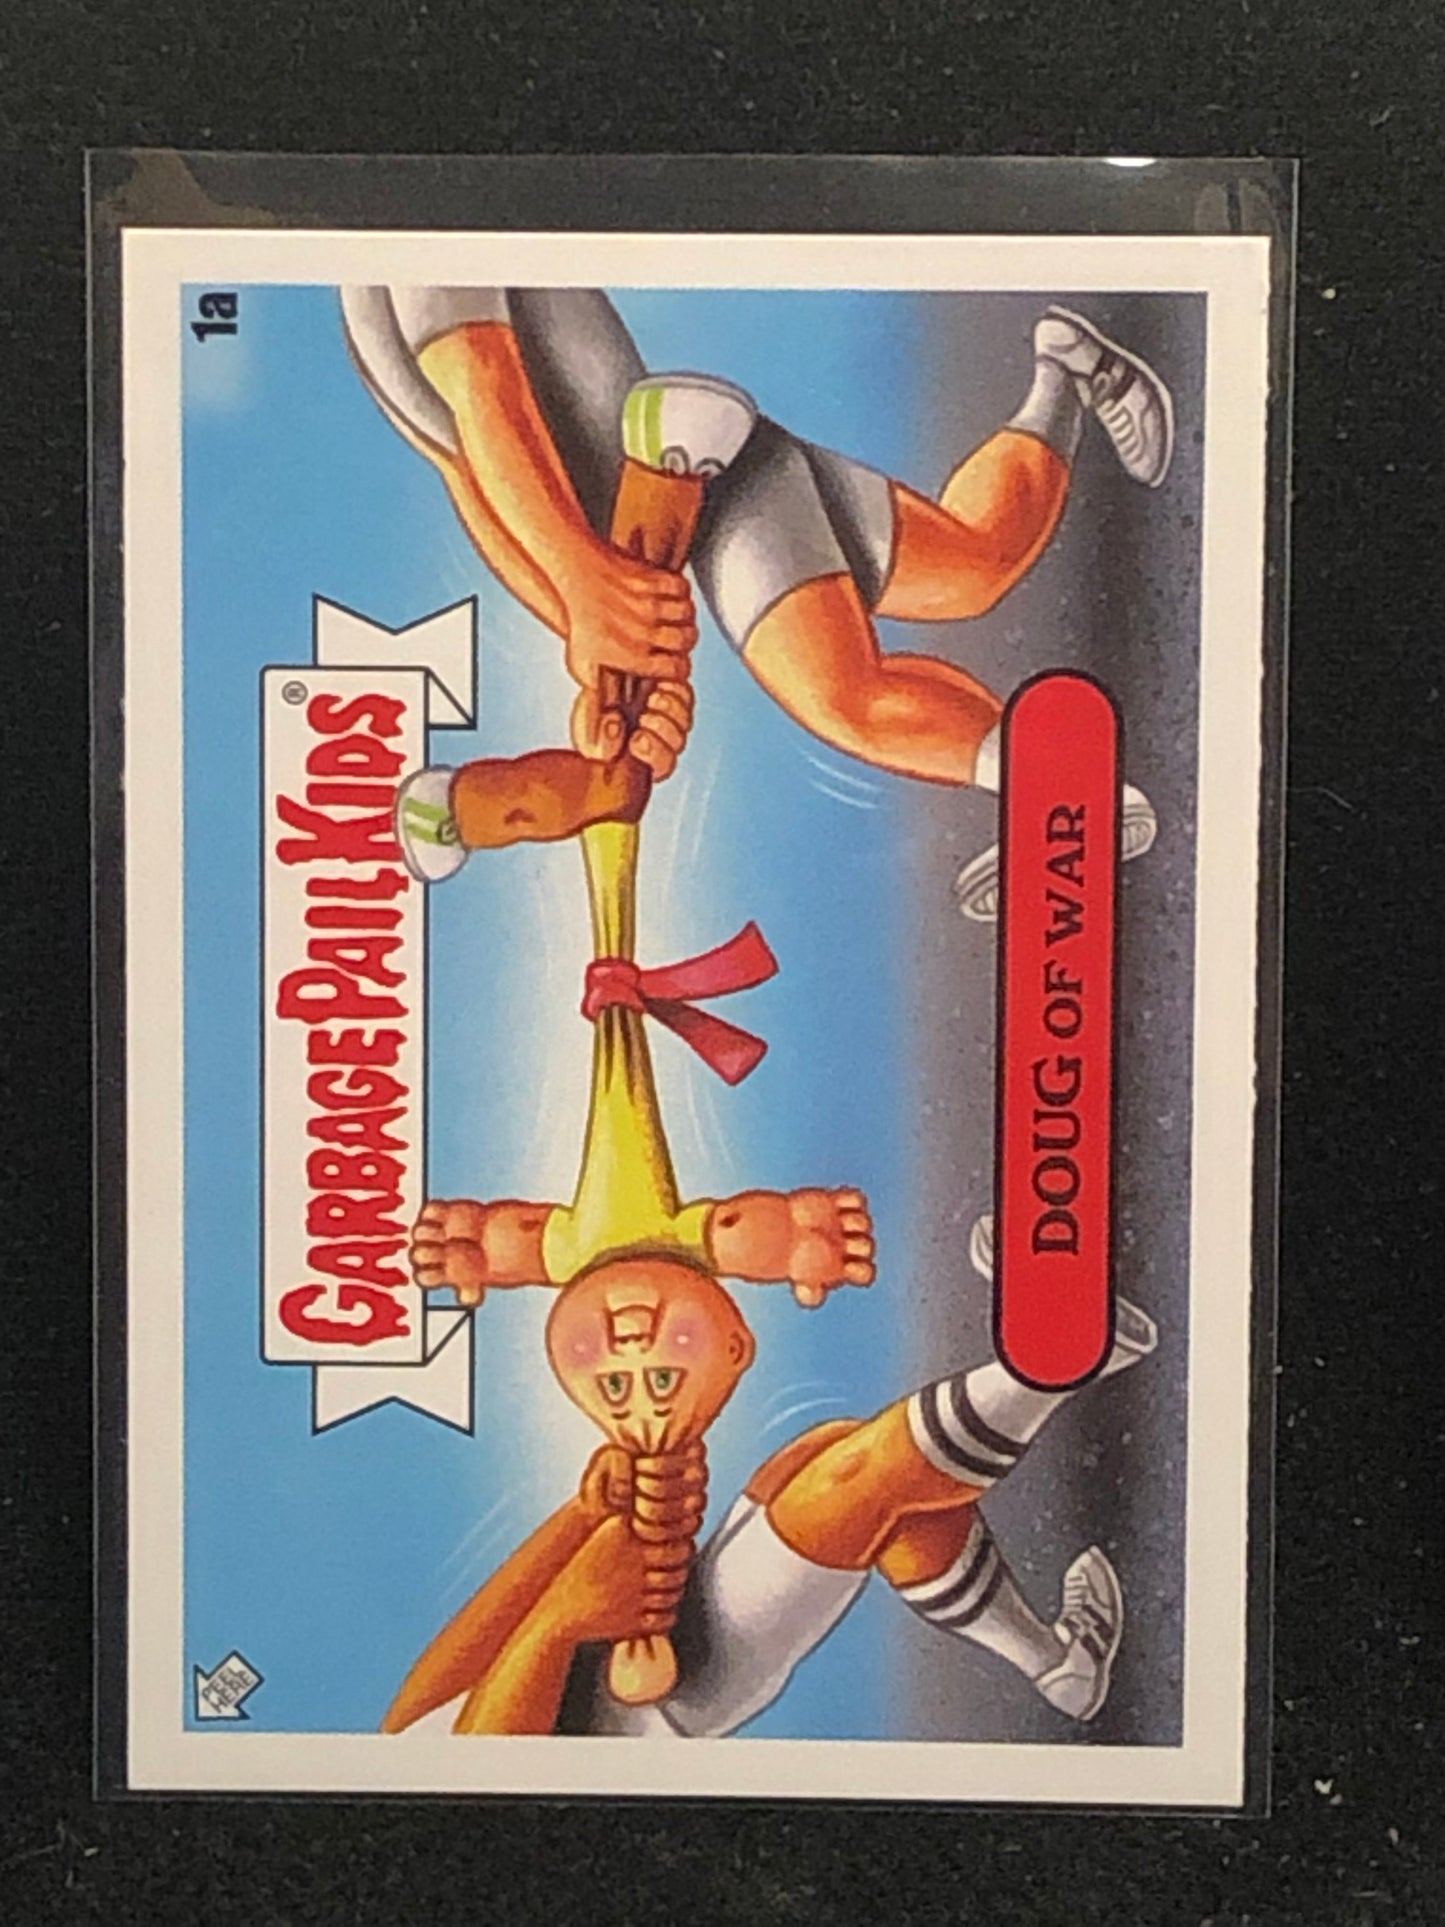 1a
GARBAGE PAIL KIDS®
PEEL
HERE
DOUG OF WAR